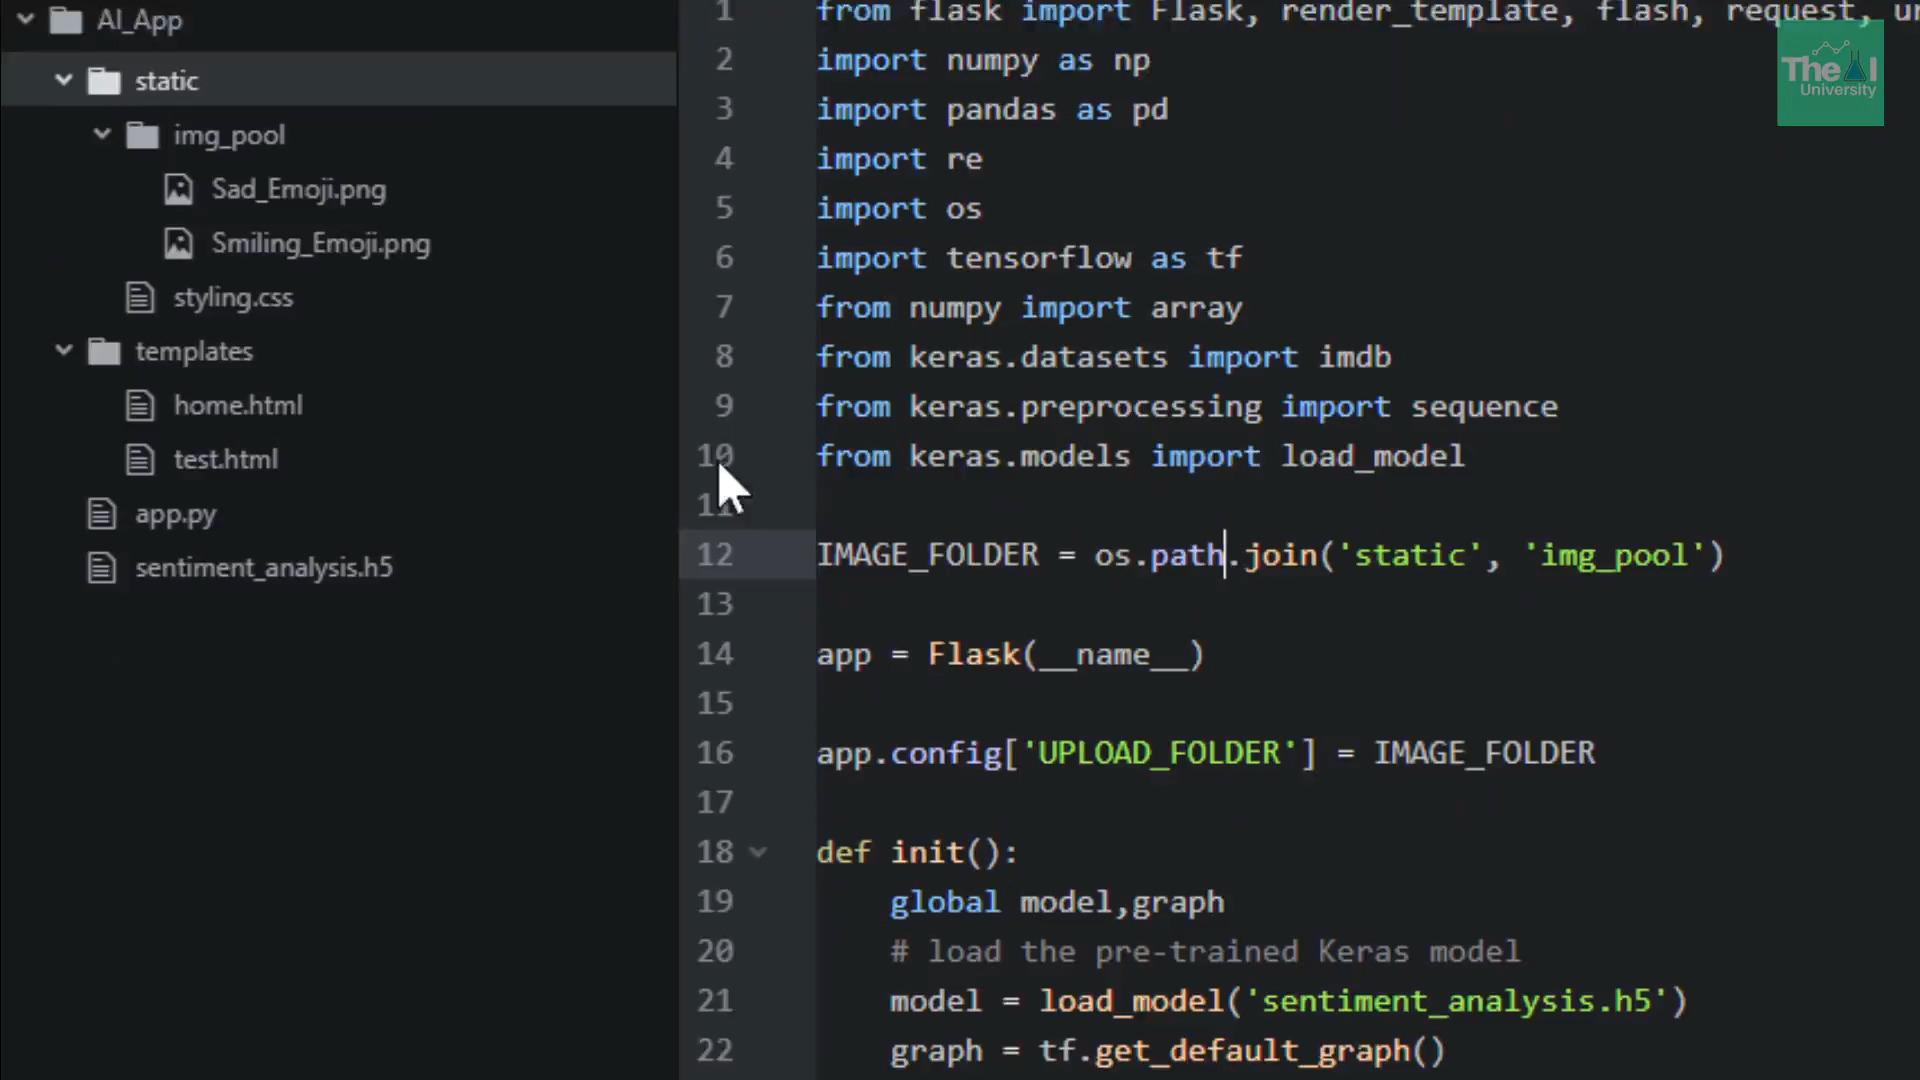 AI_App
static
img_pool
Sad_Emoji.png
Smiling_Emoji.png
styling.css
templates
home.html
test.html
app.py
sentiment_analysis.h5
1 from flask import Flask, render_template, flash, request,
2 import numpy as np
3 import pandas as pd
4 import re
5 import os
6 import tensorflow as tf
7 from numpy import array
8 from keras.datasets import imdb
9 from keras.preprocessing import sequence
10 from keras.models import load_model
11
12 IMAGE_FOLDER = os.path.join('static', 'img_pool')
13
14 app = Flask(__name__)
15
16 app.config['UPLOAD_FOLDER'] = IMAGE_FOLDER
17
18 def init():
19 global model,graph
20 # load the pre-trained Keras model
21 model = load_model('sentiment_analysis.h5')
22 graph = tf.get_default_graph()
The AI
University